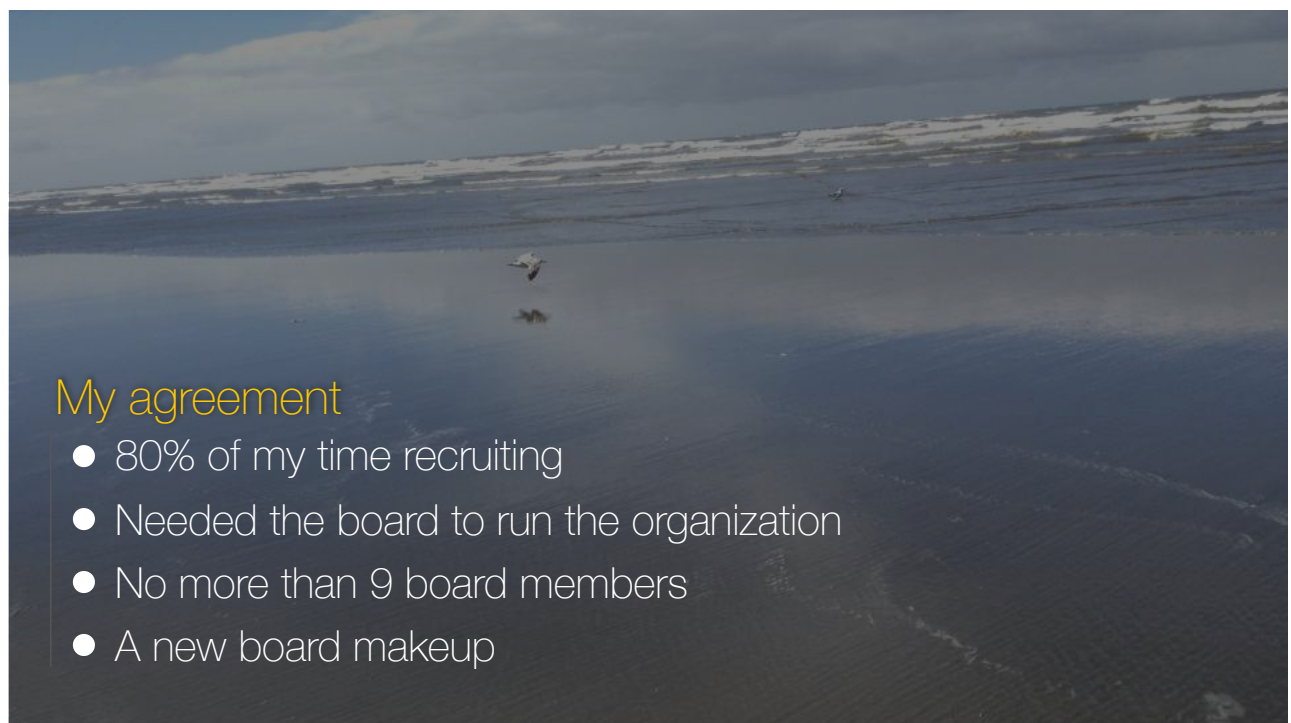 My agreement
● 80% of my time recruiting
● Needed the board to run the organization
● No more than 9 board members
● A new board makeup